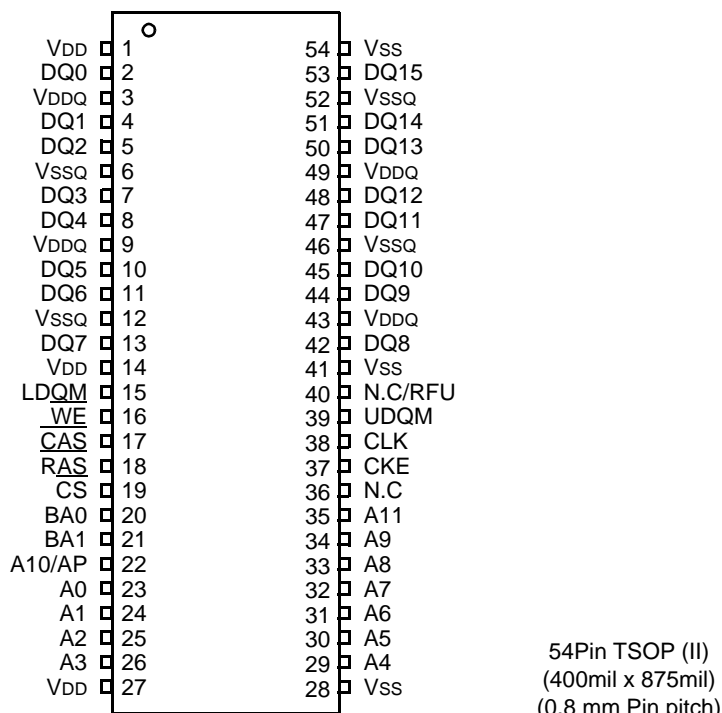 VDD 1 54 VSS
DQ0 2 53 DQ15
VDDQ 3 52 VSSQ
DQ1 4 51 DQ14
DQ2 5 50 DQ13
VSSQ 6 49 VDDQ
DQ3 7 48 DQ12
DQ4 8 47 DQ11
VDDQ 9 46 VSSQ
DQ5 10 45 DQ10
DQ6 11 44 DQ9
VSSQ 12 43 VDDQ
DQ7 13 42 DQ8
VDD 14 41 VSS
LDQM 15 40 N.C/RFU
WE 16 39 UDQM
CAS 17 38 CLK
RAS 18 37 CKE
CS 19 36 N.C
BA0 20 35 A11
BA1 21 34 A9
A10/AP 22 33 A8
A0 23 32 A7
A1 24 31 A6
A2 25 30 A5
A3 26 29 A4
VDD 27 28 VSS
54Pin TSOP (II)
(400mil x 875mil)
(0.8 mm Pin pitch)